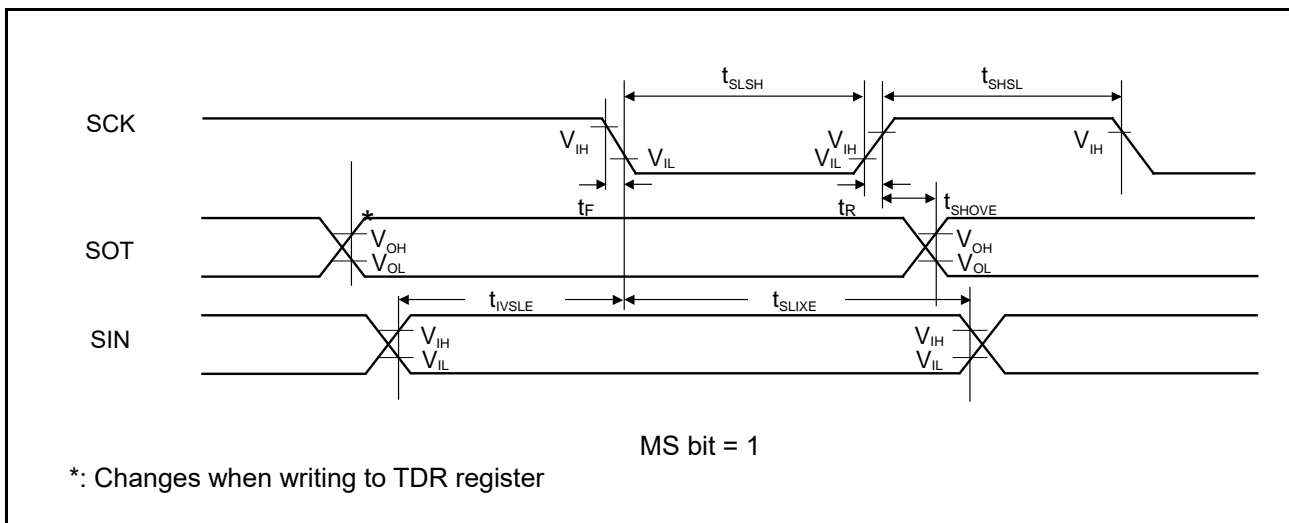 tSLSH
tSHSL
SCK
VIH
VIL
VIH
VIL
VIH
tF
tR
tSHOVE
*
SOT
VOH
VOL
VOH
VOL
tIVSLE
tSLIXE
SIN
VIH
VIL
VIH
VIL
MS bit = 1
*: Changes when writing to TDR register